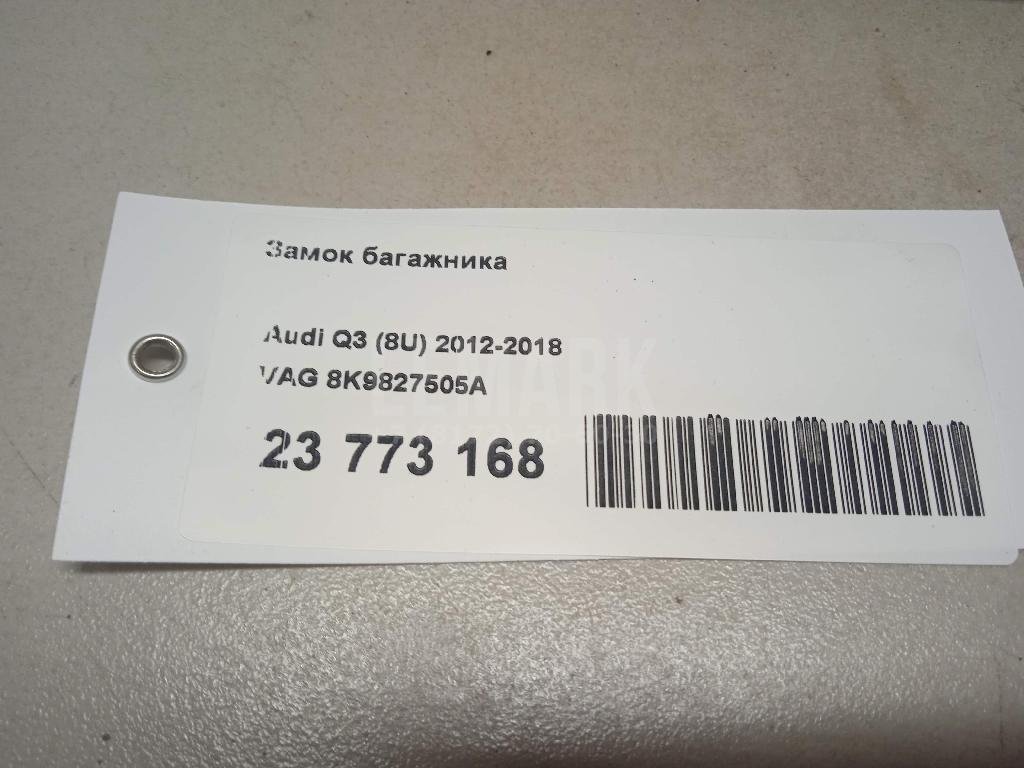 Замок багажника
Audi Q3 (8U) 2012-2018
VAG 8K9827505A
23 773 168